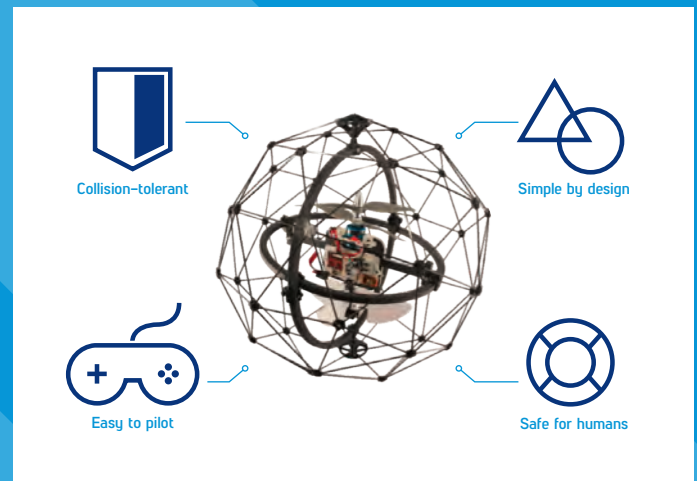 Collision-tolerant
Simple by design
Easy to pilot
Safe for humans